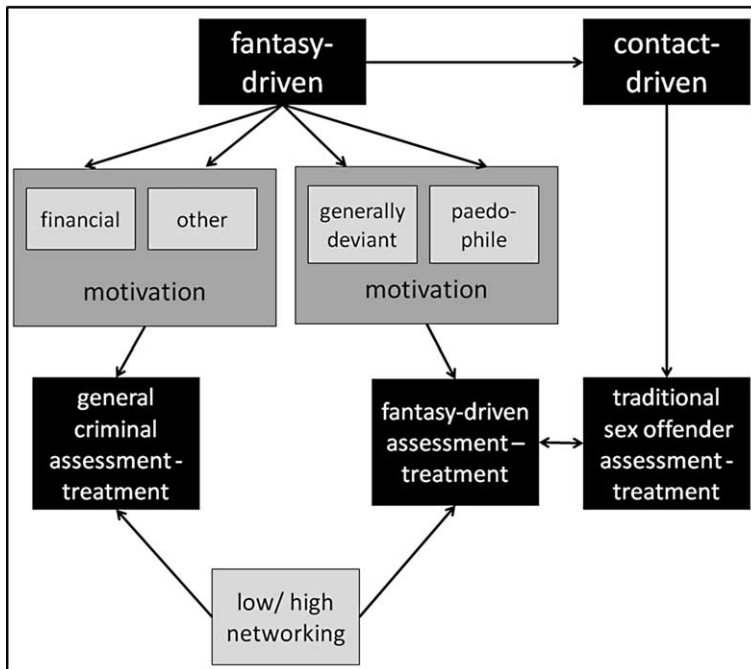 fantasy-
driven
contact-
driven
financial
other
generally
deviant
paedo-
phile
motivation
motivation
general
criminal
assessment-
treatment
fantasy-driven
assessment–
treatment
traditional
sex offender
assessment-
treatment
low/ high
networking